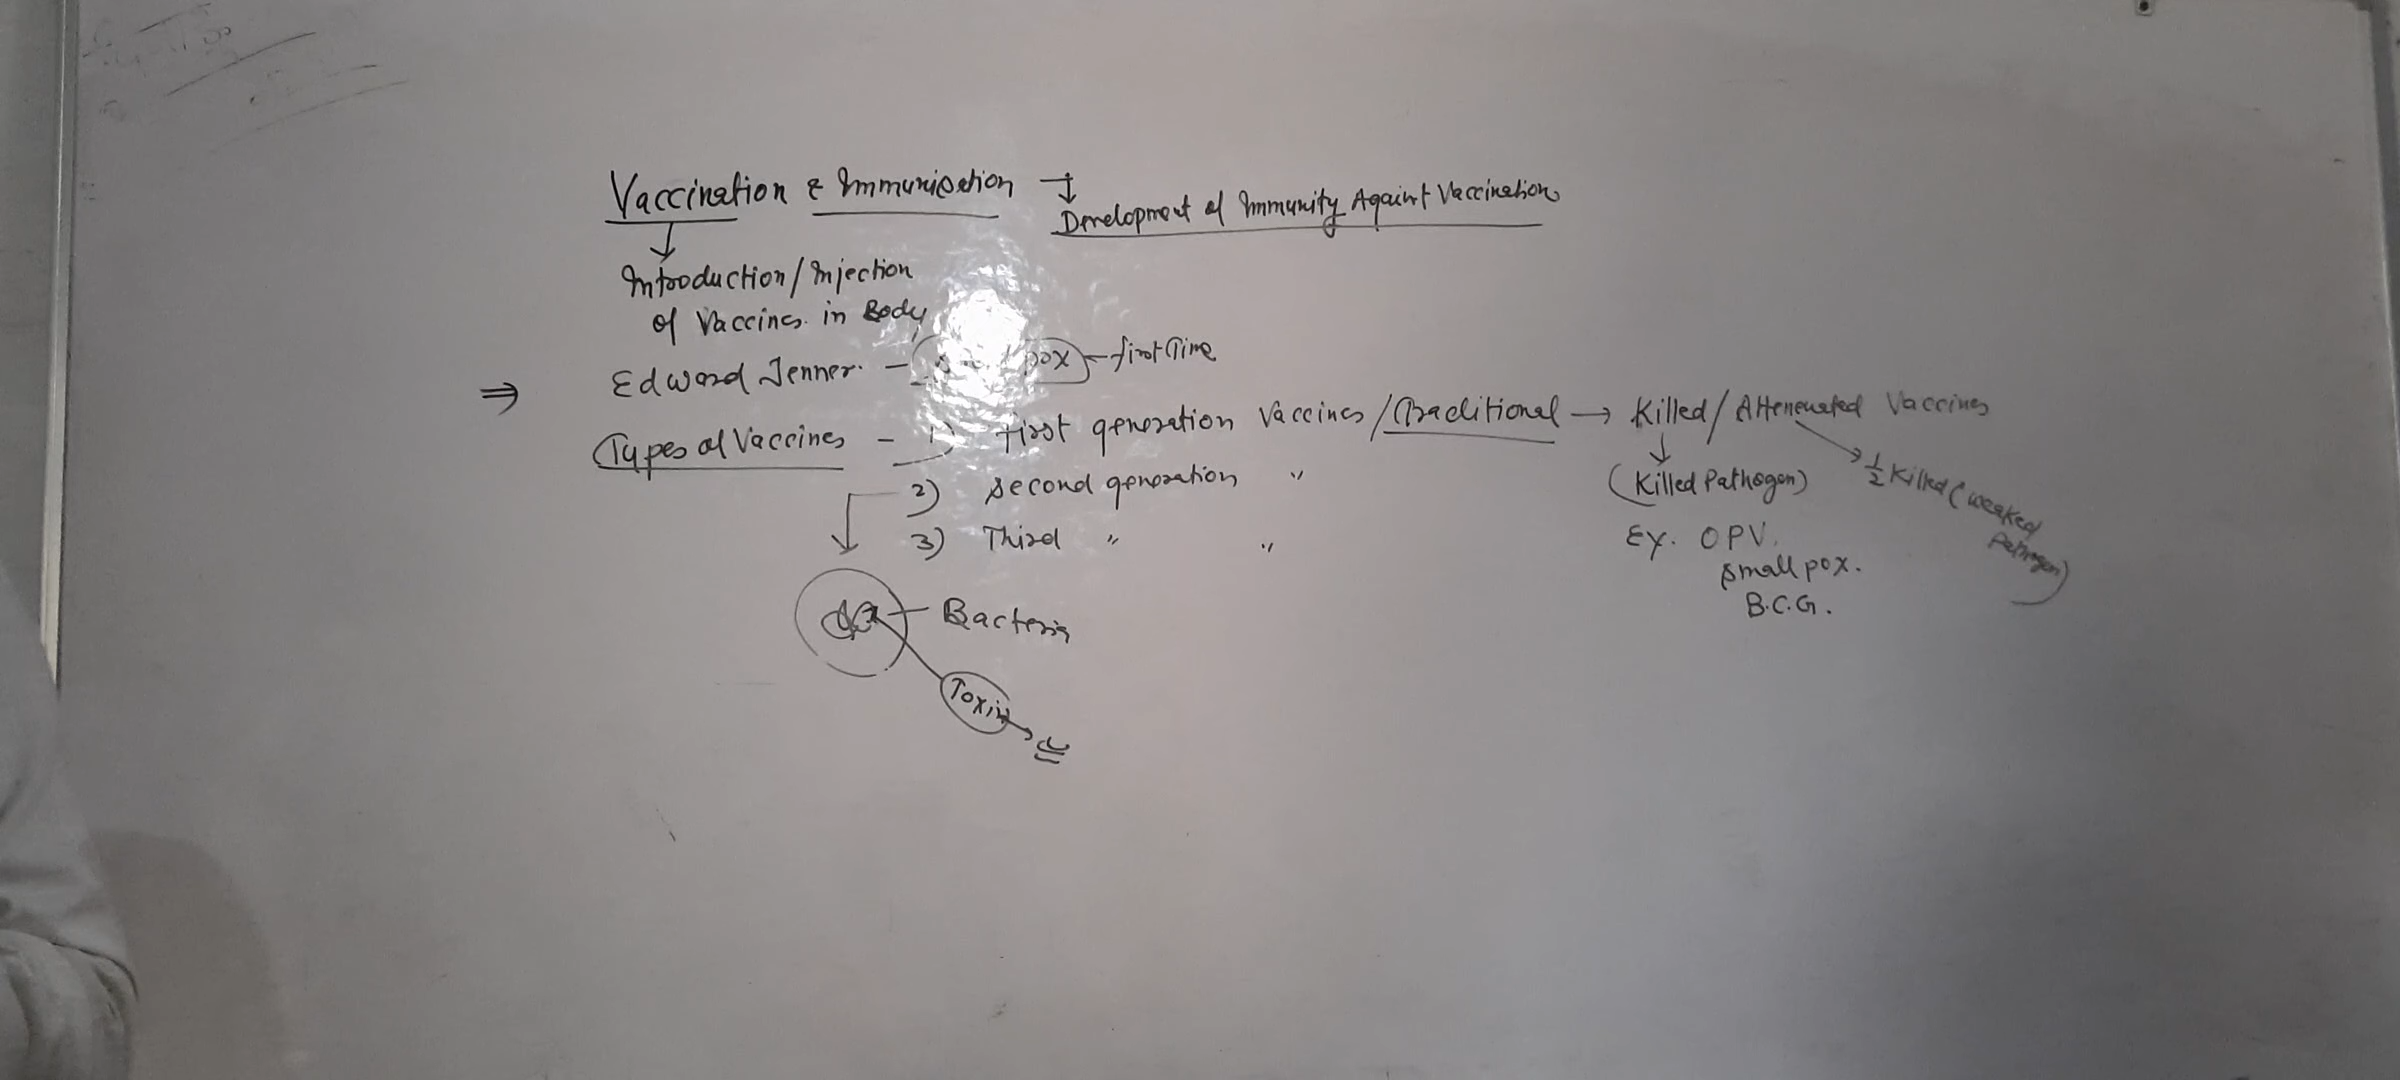 Vaccination & Immunisation →
Development of Immunity Against Vaccination
Introduction/Injection
of Vaccines in Body
⇒ Edward Jenner - pox - first Time
Types of Vaccines - 1) First generation Vaccines/Traditional → Killed/Attenuated Vaccines
(Killed Pathogen)
1/2 Killed (weaked
pathogen)
2) Second generation "
3) Third " "
Ex. OPV.
Small pox.
B.C.G.
Bacteria
Toxin